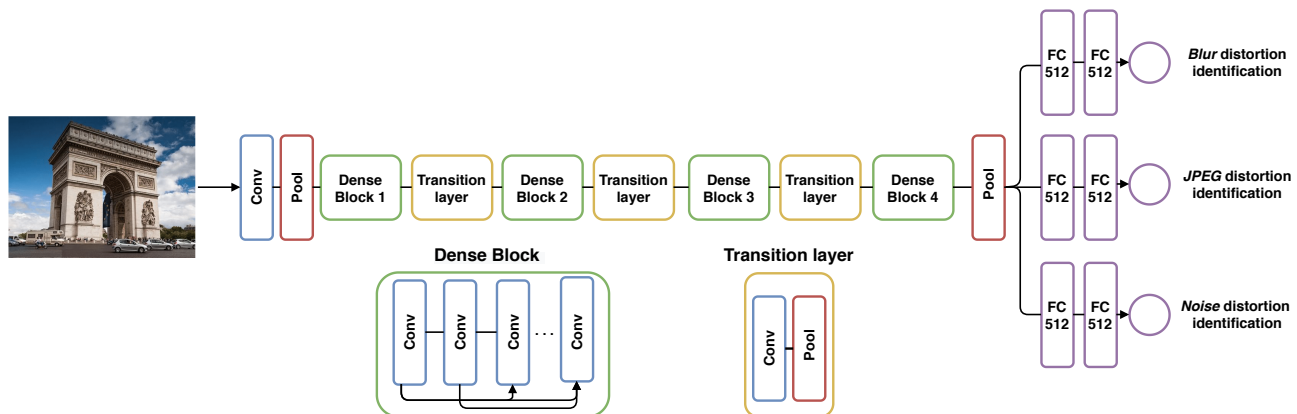 Conv
Pool
Dense
Block 1
Transition
layer
Dense
Block 2
Transition
layer
Dense
Block 3
Transition
layer
Dense
Block 4
Pool
FC
512
FC
512
Blur distortion
identification
FC
512
FC
512
JPEG distortion
identification
FC
512
FC
512
Noise distortion
identification
Dense Block
Conv
Conv
Conv
...
Conv
Transition layer
Conv
Pool